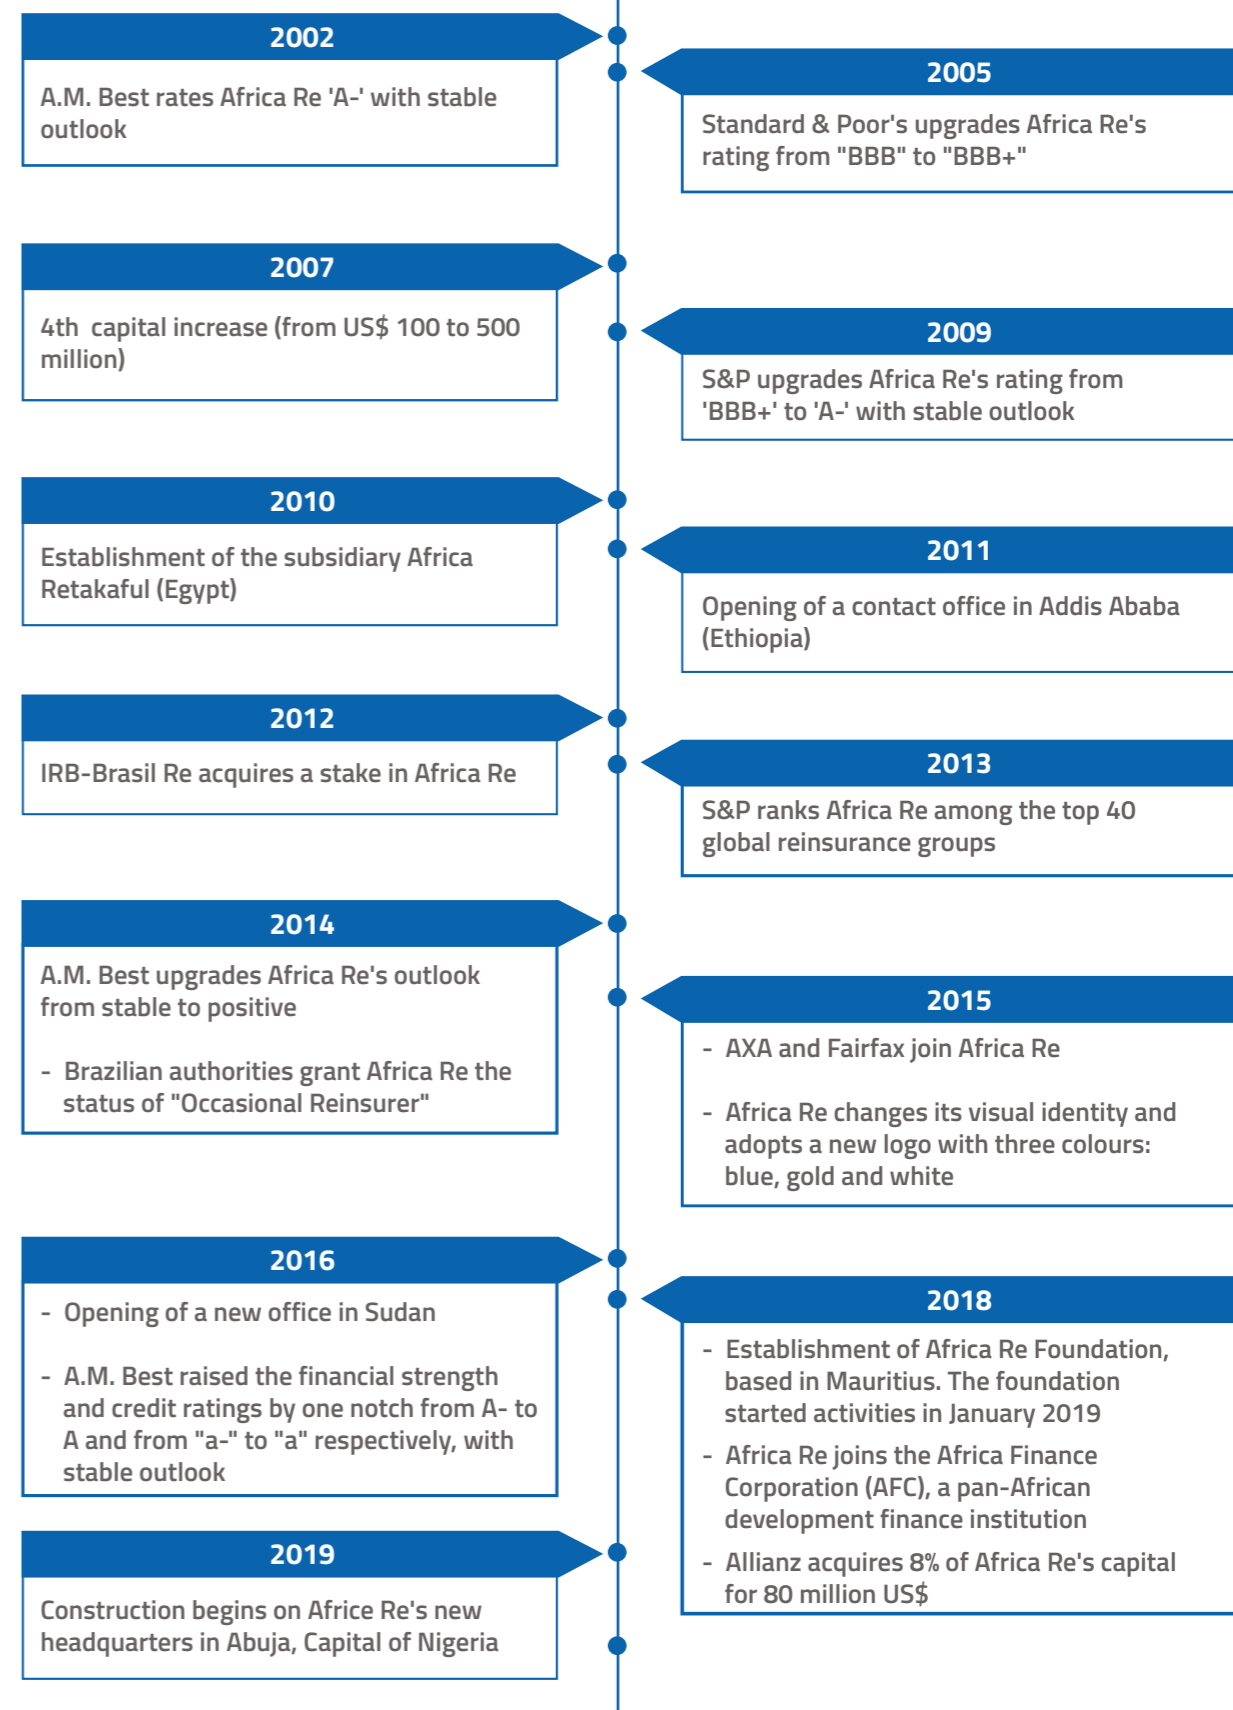 2002
A.M. Best rates Africa Re 'A-' with stable
outlook
2005
Standard & Poor's upgrades Africa Re's
rating from "BBB" to "BBB+"
2007
4th capital increase (from US$ 100 to 500
million)
2009
S&P upgrades Africa Re's rating from
'BBB+' to 'A-' with stable outlook
2010
Establishment of the subsidiary Africa
Retakaful (Egypt)
2011
Opening of a contact office in Addis Ababa
(Ethiopia)
2012
IRB-Brasil Re acquires a stake in Africa Re
2013
S&P ranks Africa Re among the top 40
global reinsurance groups
2014
A.M. Best upgrades Africa Re's outlook
from stable to positive
- Brazilian authorities grant Africa Re the
status of "Occasional Reinsurer"
2015
- AXA and Fairfax join Africa Re
- Africa Re changes its visual identity and
adopts a new logo with three colours:
blue, gold and white
2016
- Opening of a new office in Sudan
- A.M. Best raised the financial strength
and credit ratings by one notch from A- to
A and from "a-" to "a" respectively, with
stable outlook
2018
- Establishment of Africa Re Foundation,
based in Mauritius. The foundation
started activities in January 2019
- Africa Re joins the Africa Finance
Corporation (AFC), a pan-African
development finance institution
- Allianz acquires 8% of Africa Re's capital
for 80 million US$
2019
Construction begins on Africe Re's new
headquarters in Abuja, Capital of Nigeria